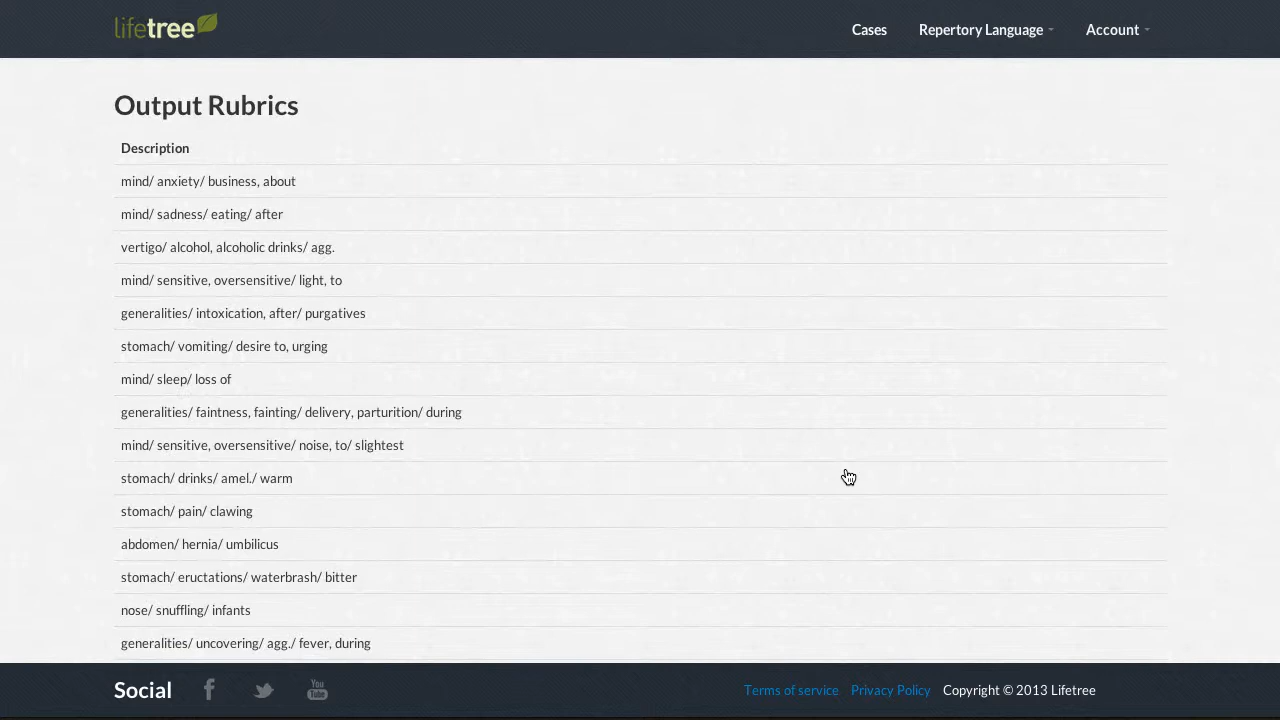 lifetree
Cases Repertory Language Account
Output Rubrics
Description
mind/ anxiety/ business, about
mind/ sadness/ eating/ after
vertigo/ alcohol, alcoholic drinks/ agg.
mind/ sensitive, oversensitive/ light, to
generalities/ intoxication, after/ purgatives
stomach/ vomiting/ desire to, urging
mind/ sleep/ loss of
generalities/ faintness, fainting/ delivery, parturition/ during
mind/ sensitive, oversensitive/ noise, to/ slightest
stomach/ drinks/ amel./ warm
stomach/ pain/ clawing
abdomen/ hernia/ umbilicus
stomach/ eructations/ waterbrash/ bitter
nose/ snuffling/ infants
generalities/ uncovering/ agg./ fever, during
Social You Tube Terms of service Privacy Policy Copyright © 2013 Lifetree